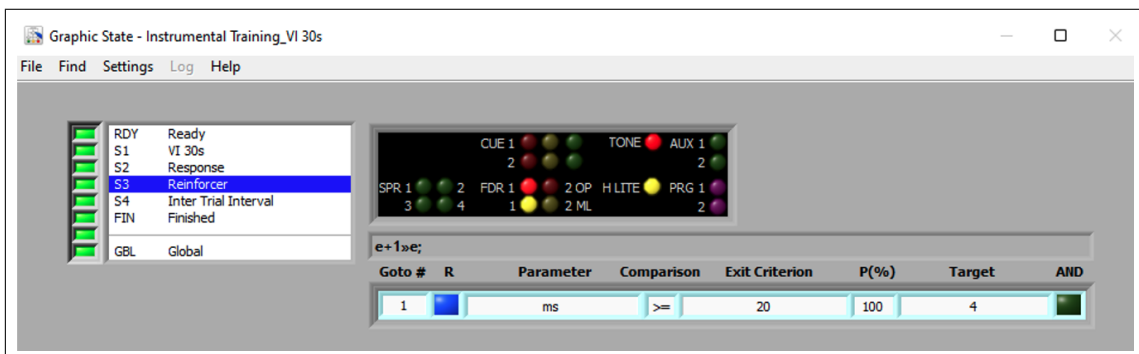 Graphic State - Instrumental Training_VI 30s
File Find Settings Log Help
RDY Ready
S1 VI 30s
S2 Response
S3 Reinforcer
S4 Inter Trial Interval
FIN Finished
GBL Global
CUE 1 TONE AUX 1
2 2
SPR 1 2 FDR 1 2 OP H LITE PRG 1
3 4 1 2 ML 2
e+1»e;
Goto # R Parameter Comparison Exit Criterion P(%) Target AND
1 ms >= 20 100 4